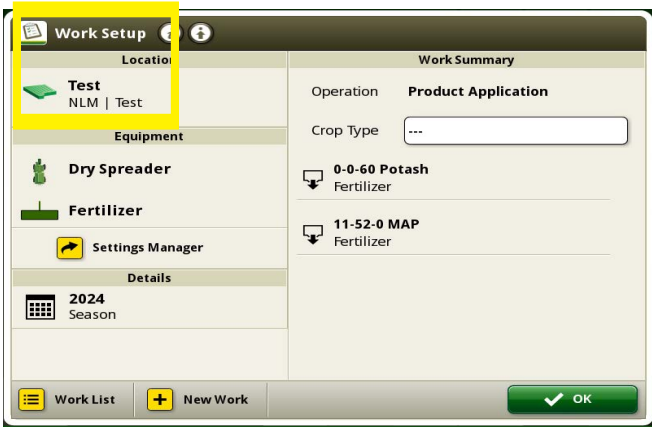 Work Setup
Location
Test
NLM | Test
Equipment
Dry Spreader
Fertilizer
Settings Manager
Details
2024
Season
Work Summary
Operation Product Application
Crop Type ---
0-0-60 Potash
Fertilizer
11-52-0 MAP
Fertilizer
Work List
New Work
OK